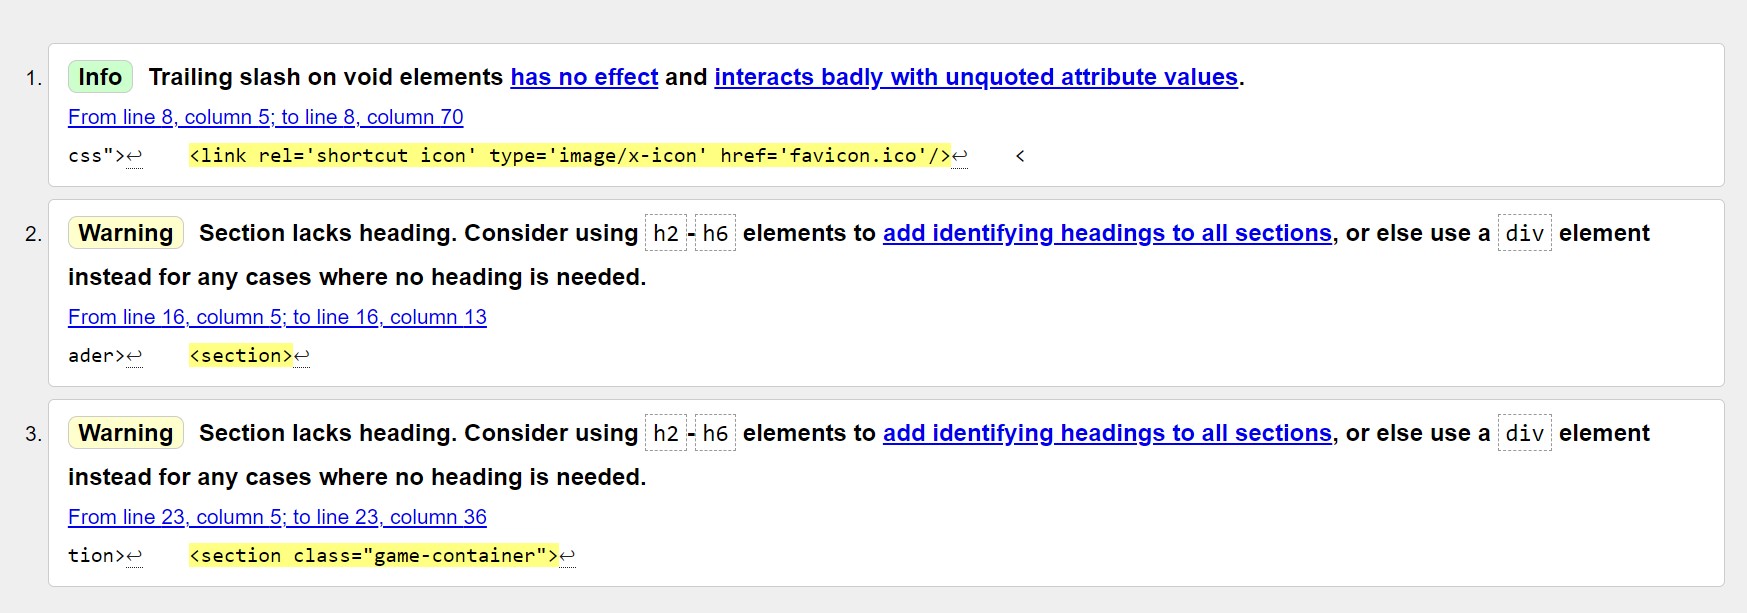 1. Info Trailing slash on void elements has no effect and interacts badly with unquoted attribute values.
From line 8, column 5; to line 8, column 70
css">↩    <link rel='shortcut icon' type='image/x-icon' href='favicon.ico'/>↩    <
2. Warning Section lacks heading. Consider using h2-h6 elements to add identifying headings to all sections, or else use a div element
instead for any cases where no heading is needed.
From line 16, column 5; to line 16, column 13
ader>↩    <section>↩
3. Warning Section lacks heading. Consider using h2-h6 elements to add identifying headings to all sections, or else use a div element
instead for any cases where no heading is needed.
From line 23, column 5; to line 23, column 36
tion>↩    <section class="game-container">↩